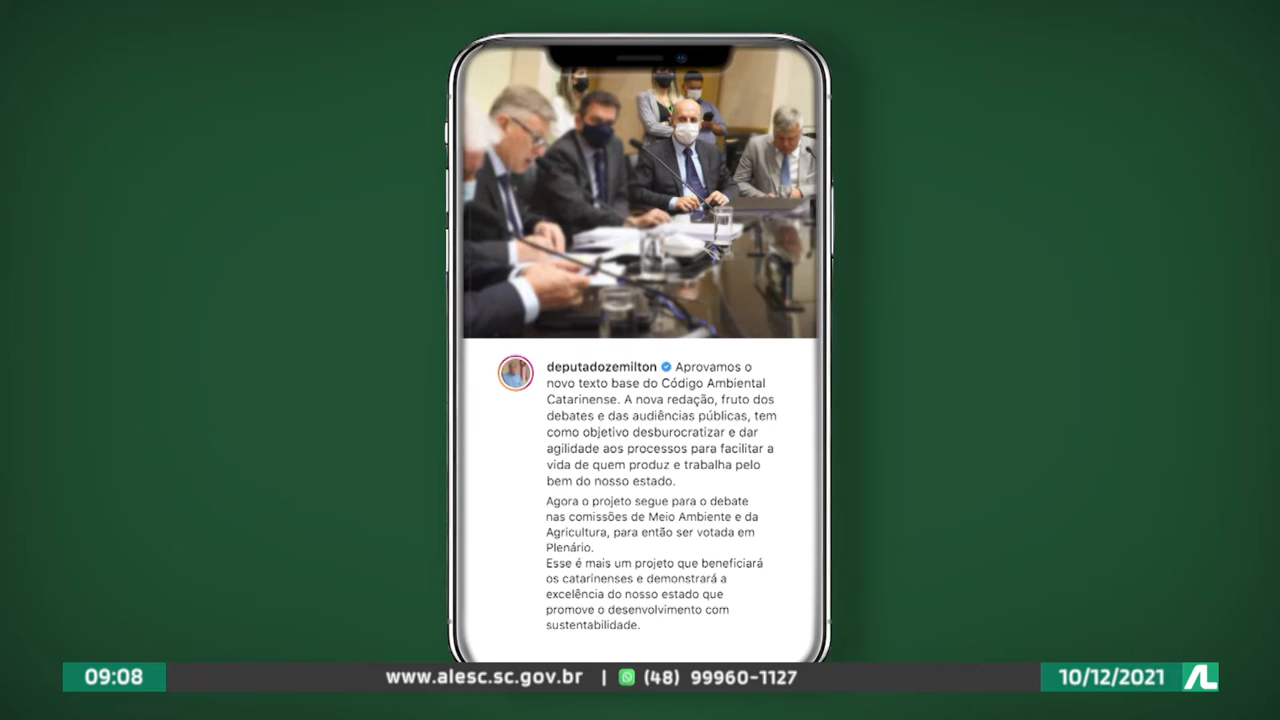 deputadozemilton Aprovamos o
novo texto base do Código Ambiental
Catarinense. A nova redação, fruto dos
debates e das audiências públicas, tem
como objetivo desburocratizar e dar
agilidade aos processos para facilitar a
vida de quem produz e trabalha pelo
bem do nosso estado.
Agora o projeto segue para o debate
nas comissões de Meio Ambiente e da
Agricultura, para então ser votada em
Plenário.
Esse é mais um projeto que beneficiará
os catarinenses e demonstrará a
excelência do nosso estado que
promove o desenvolvimento com
sustentabilidade.
09:08 www.alesc.sc.gov.br | (48) 99960-1127 10/12/2021 AL